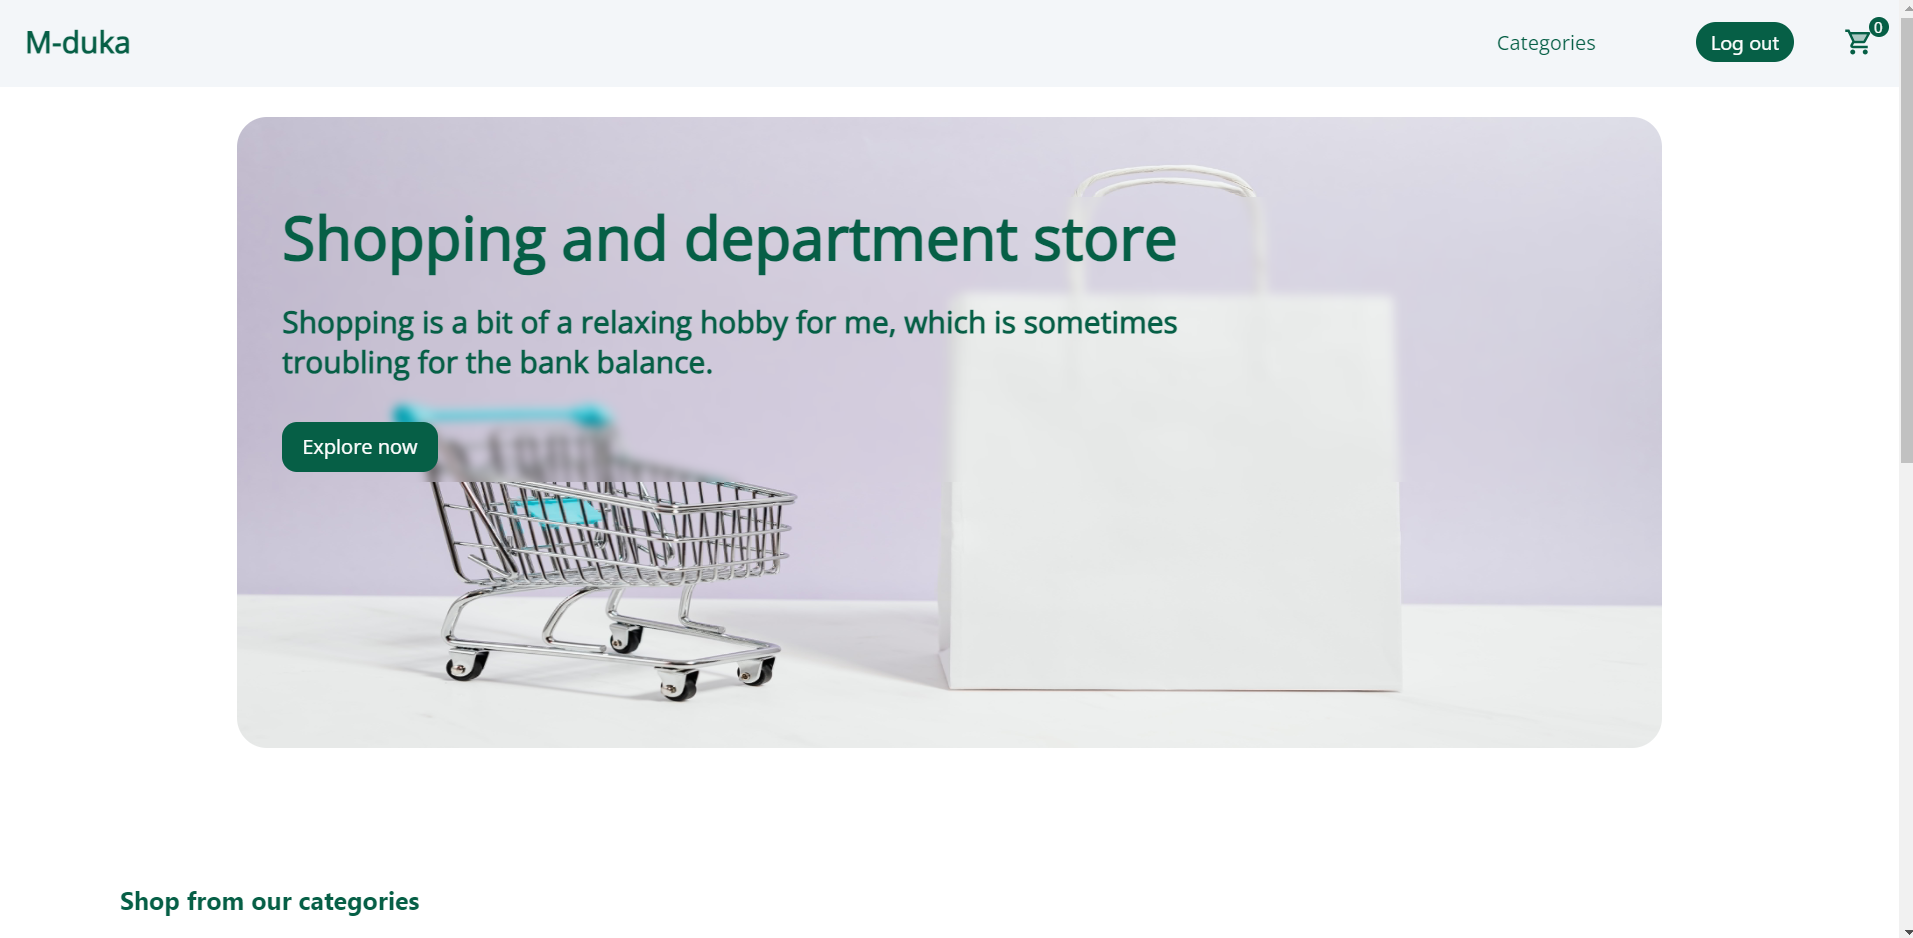 M-duka
Categories
Log out
0
Shopping and department store
Shopping is a bit of a relaxing hobby for me, which is sometimes
troubling for the bank balance.
Explore now
Shop from our categories